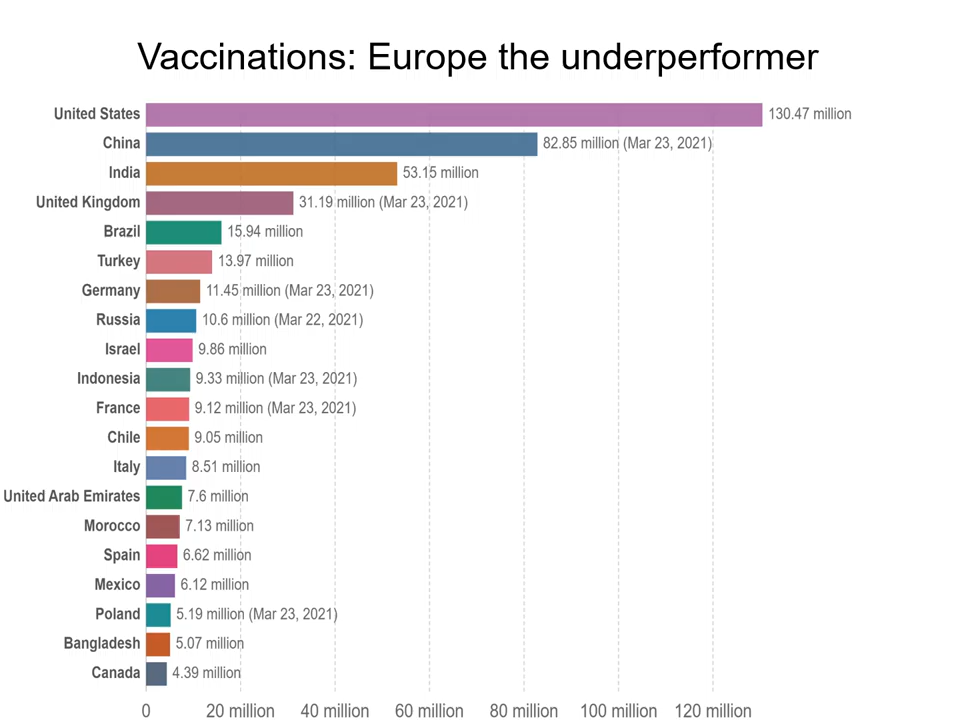 Vaccinations: Europe the underperformer
United States 130.47 million
China 82.85 million (Mar 23, 2021)
India 53.15 million
United Kingdom 31.19 million (Mar 23, 2021)
Brazil 15.94 million
Turkey 13.97 million
Germany 11.45 million (Mar 23, 2021)
Russia 10.6 million (Mar 22, 2021)
Israel 9.86 million
Indonesia 9.33 million (Mar 23, 2021)
France 9.12 million (Mar 23, 2021)
Chile 9.05 million
Italy 8.51 million
United Arab Emirates 7.6 million
Morocco 7.13 million
Spain 6.62 million
Mexico 6.12 million
Poland 5.19 million (Mar 23, 2021)
Bangladesh 5.07 million
Canada 4.39 million
0 20 million 40 million 60 million 80 million 100 million 120 million